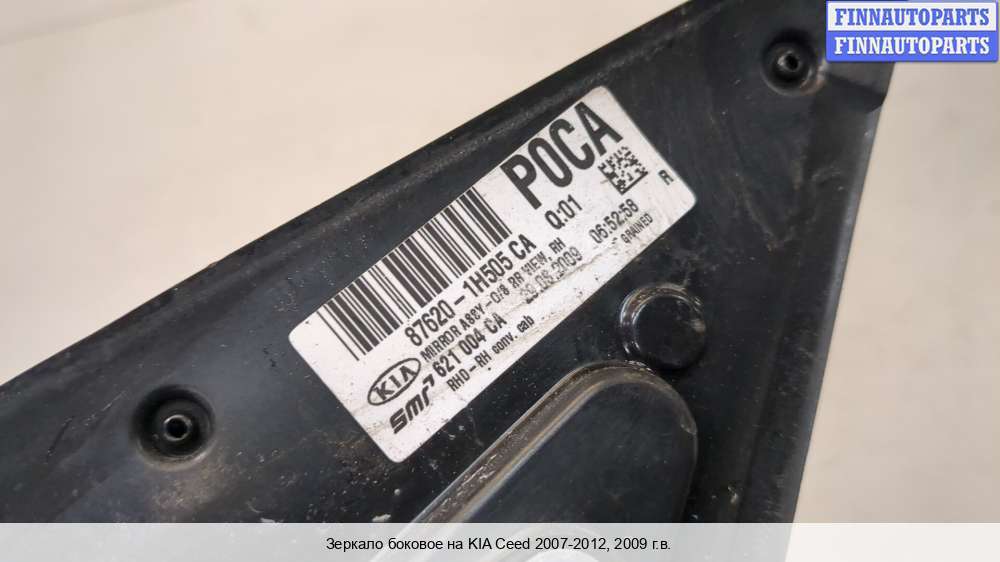 FINNAUTOPARTS
FINNAUTOPARTS
P0CA
R
87620-1H505 CA Q:01
MIRROR ASSY-O/S RR VIEW, RH
KIA 621 004 CA 06:52:58
GRAINED
smr RHD-RH conv. cab
Зеркало боковое на KIA Ceed 2007-2012, 2009 г.в.